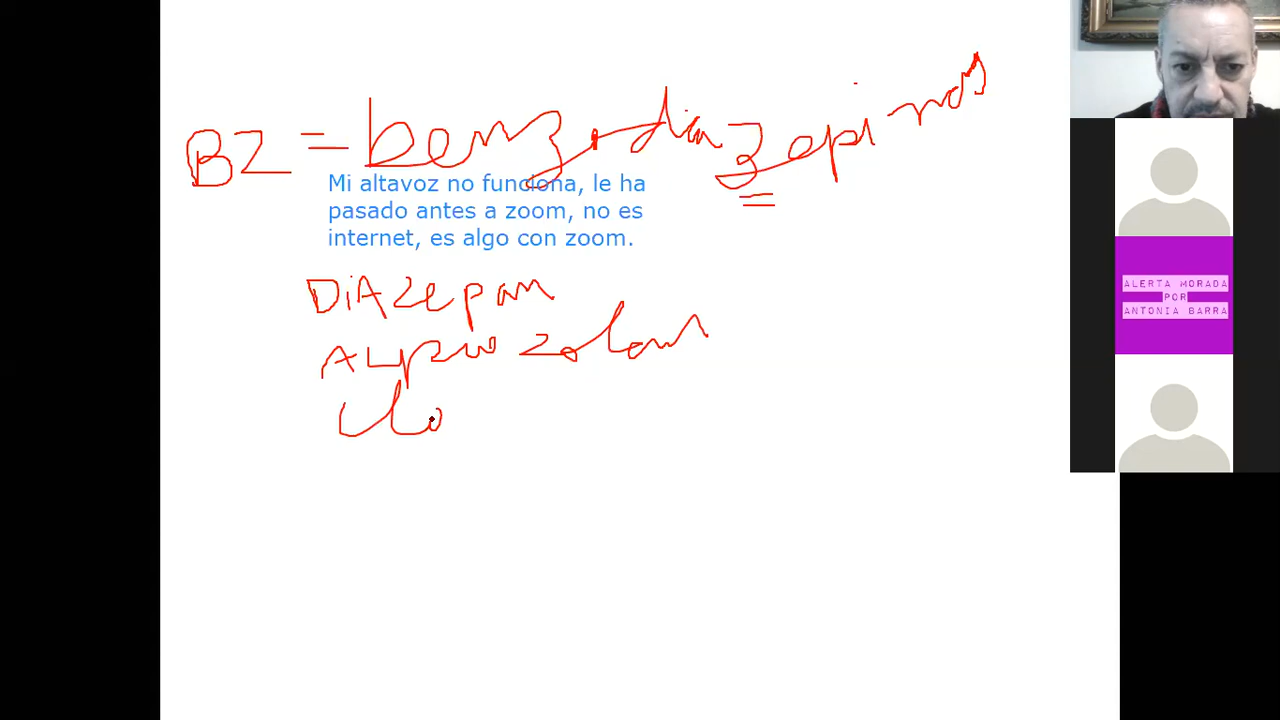 BZ = benzodiazepinas
Mi altavoz no funciona, le ha
pasado antes a zoom, no es
internet, es algo con zoom.
DiAzepam
ALprazolam
Clo
ALERTA MORADA
POR
ANTONIA BARRA